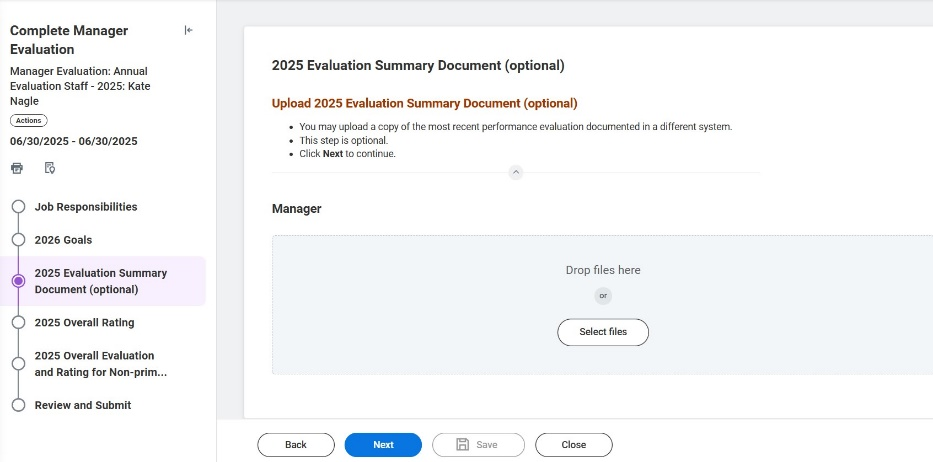 Complete Manager
Evaluation
Manager Evaluation: Annual
Evaluation Staff - 2025: Kate
Nagle
Actions
06/30/2025 - 06/30/2025
Job Responsibilities
2026 Goals
2025 Evaluation Summary
Document (optional)
2025 Overall Rating
2025 Overall Evaluation
and Rating for Non-prim...
Review and Submit
2025 Evaluation Summary Document (optional)
Upload 2025 Evaluation Summary Document (optional)
• You may upload a copy of the most recent performance evaluation documented in a different system.
• This step is optional.
• Click Next to continue.
Manager
Drop files here
or
Select files
Back
Next
Save
Close